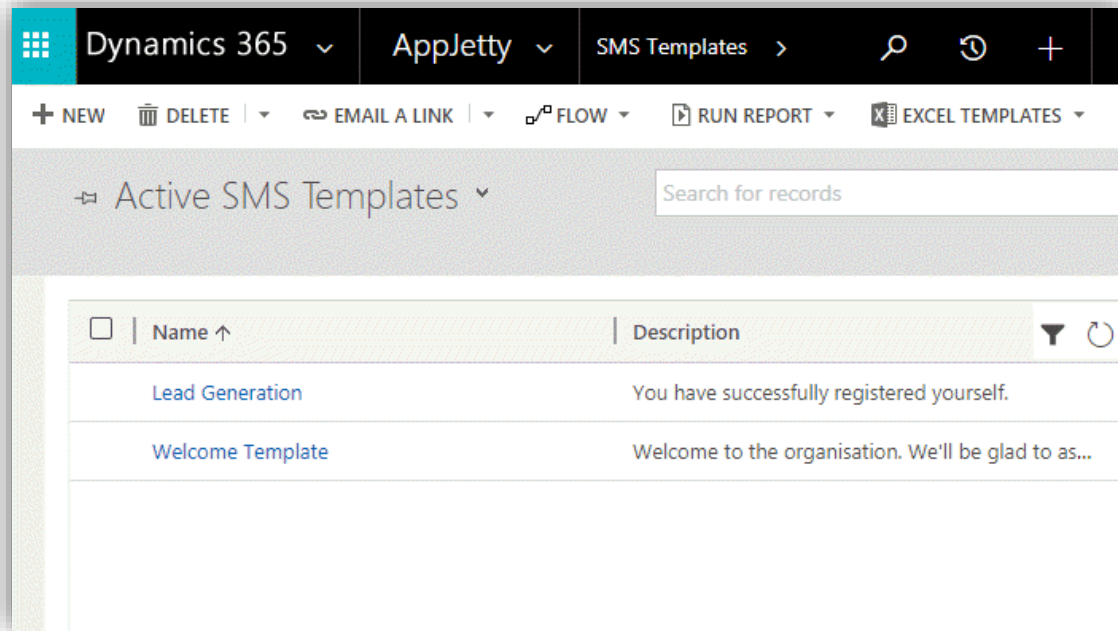 Dynamics 365 AppJetty SMS Templates
NEW DELETE EMAIL A LINK FLOW RUN REPORT EXCEL TEMPLATES
Active SMS Templates Search for records
Name Description
Lead Generation You have successfully registered yourself.
Welcome Template Welcome to the organisation. We'll be glad to as...